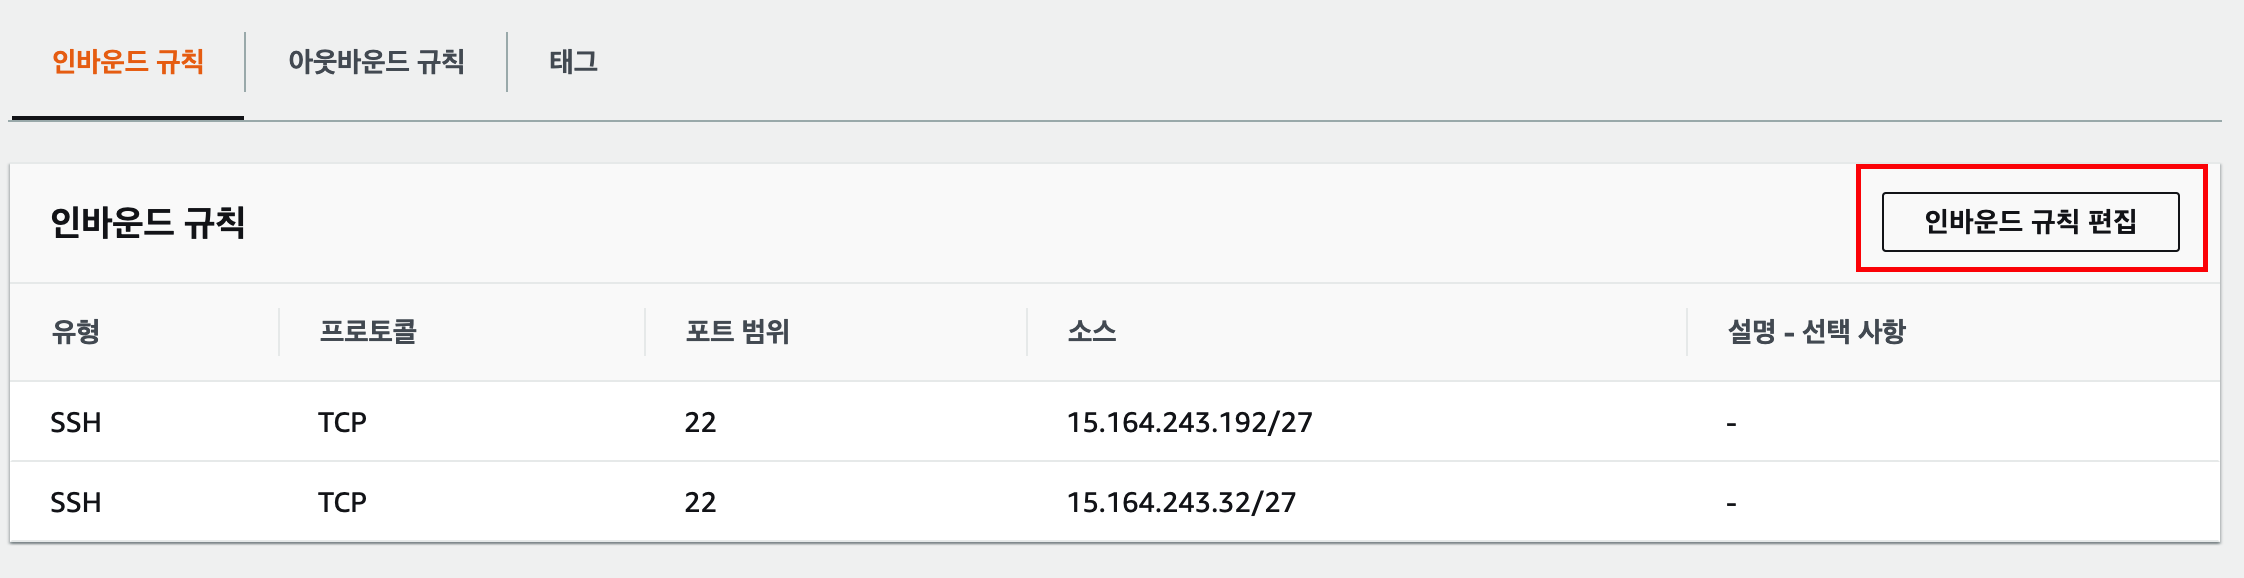 인바운드 규칙 아웃바운드 규칙 태그
인바운드 규칙 인바운드 규칙 편집
유형 프로토콜 포트 범위 소스 설명 - 선택 사항
SSH TCP 22 15.164.243.192/27 -
SSH TCP 22 15.164.243.32/27 -